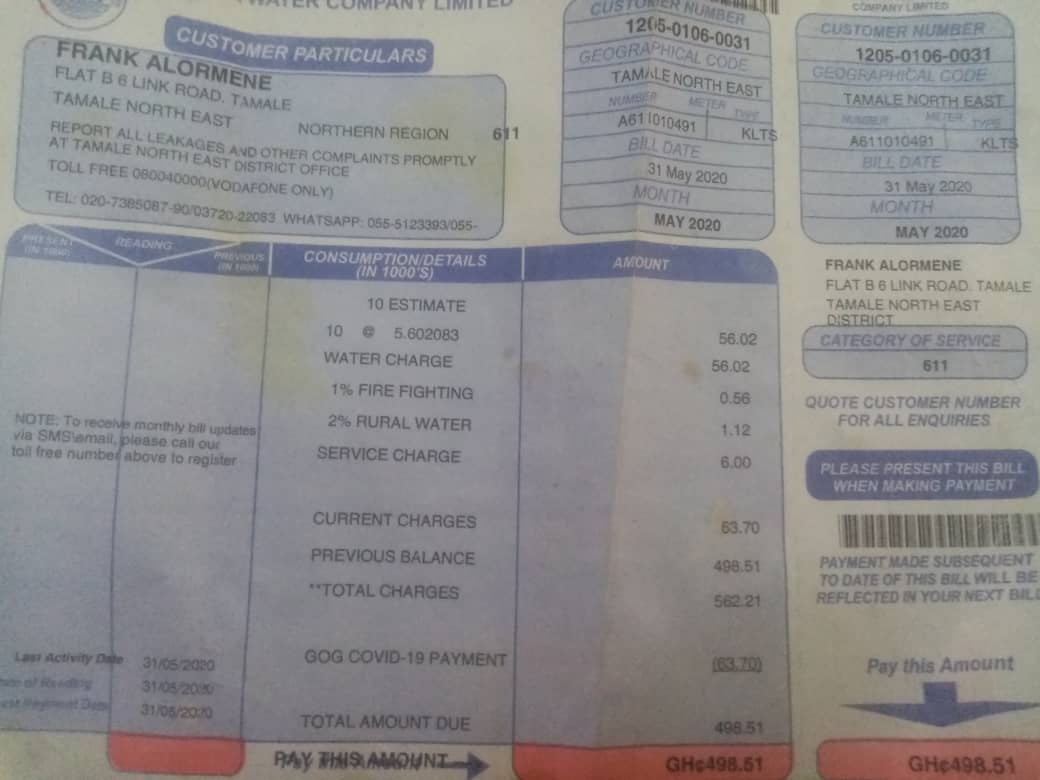 WATER COMPANY LIMITED
CUSTOMER PARTICULARS
FRANK ALORMENE
FLAT B 6 LINK ROAD. TAMALE
TAMALE NORTH EAST
NORTHERN REGION 611
REPORT ALL LEAKAGES AND OTHER COMPLAINTS PROMPTLY
AT TAMALE NORTH EAST DISTRICT OFFICE
TOLL FREE 080040000(VODAFONE ONLY)
TEL: 020-7385087-90/03720-22083 WHATSAPP: 055-5123393/055-
CUSTOMER NUMBER
1205-0106-0031
GEOGRAPHICAL CODE
TAMALE NORTH EAST
NUMBER METER TYPE
A611010491 KLTS
BILL DATE
31 May 2020
MONTH
MAY 2020
COMPANY LIMITED
CUSTOMER NUMBER
1205-0106-0031
GEOGRAPHICAL CODE
TAMALE NORTH EAST
NUMBER METER TYPE
A611010491 KLTS
BILL DATE
31 May 2020
MONTH
MAY 2020
PRESENT (IN 1000) READING PREVIOUS (IN 1000)
CONSUMPTION/DETAILS
(IN 1000'S)
AMOUNT
10 ESTIMATE
10 @ 5.602083 56.02
WATER CHARGE 56.02
1% FIRE FIGHTING 0.56
2% RURAL WATER 1.12
SERVICE CHARGE 6.00
NOTE: To receive monthly bill updates
via SMS\email, please call our
toll free number above to register
CURRENT CHARGES 63.70
PREVIOUS BALANCE 498.51
**TOTAL CHARGES 562.21
GOG COVID-19 PAYMENT (63.70)
Last Activity Date 31/05/2020
of Reading 31/05/2020
Payment Date 31/05/2020
TOTAL AMOUNT DUE 498.51
PAY THIS AMOUNT GH¢498.51
FRANK ALORMENE
FLAT B 6 LINK ROAD. TAMALE
TAMALE NORTH EAST
DISTRICT
CATEGORY OF SERVICE
611
QUOTE CUSTOMER NUMBER
FOR ALL ENQUIRIES
PLEASE PRESENT THIS BILL
WHEN MAKING PAYMENT
PAYMENT MADE SUBSEQUENT
TO DATE OF THIS BILL WILL BE
REFLECTED IN YOUR NEXT BILL
Pay this Amount
GH¢498.51